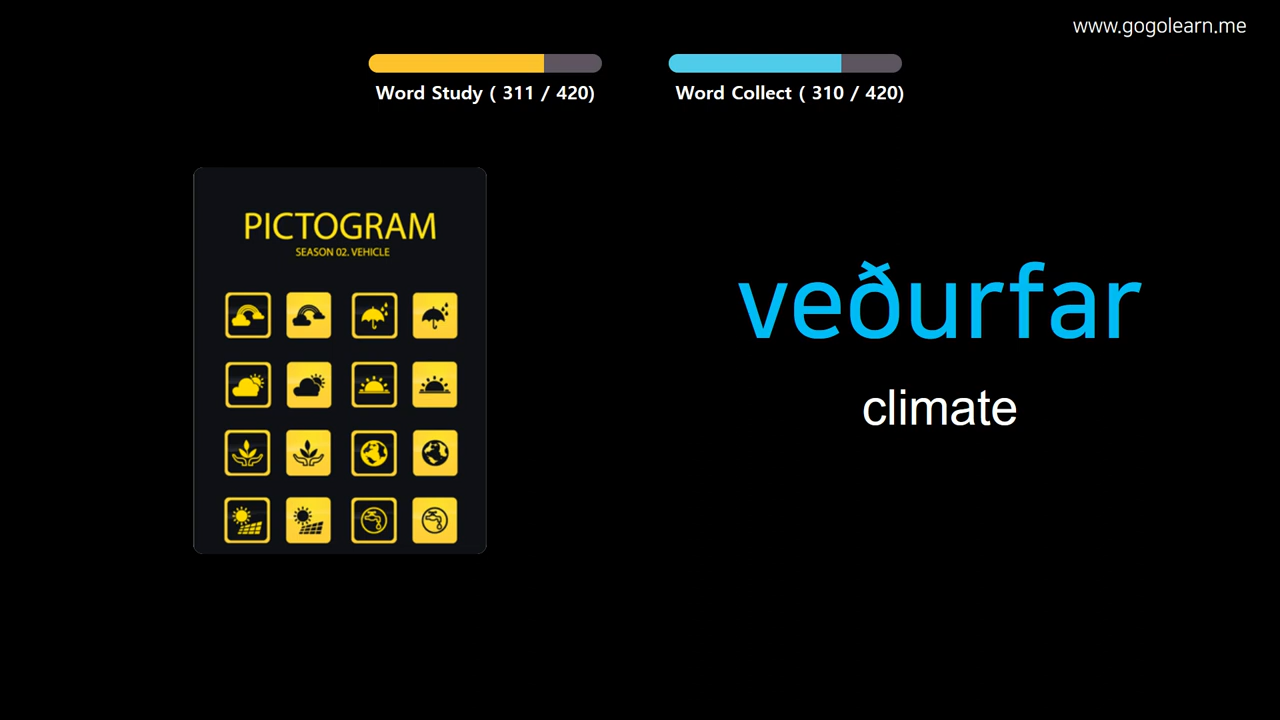 www.gogolearn.me
Word Study ( 311 / 420)
Word Collect ( 310 / 420)
PICTOGRAM
SEASON 02. VEHICLE
veðurfar
climate